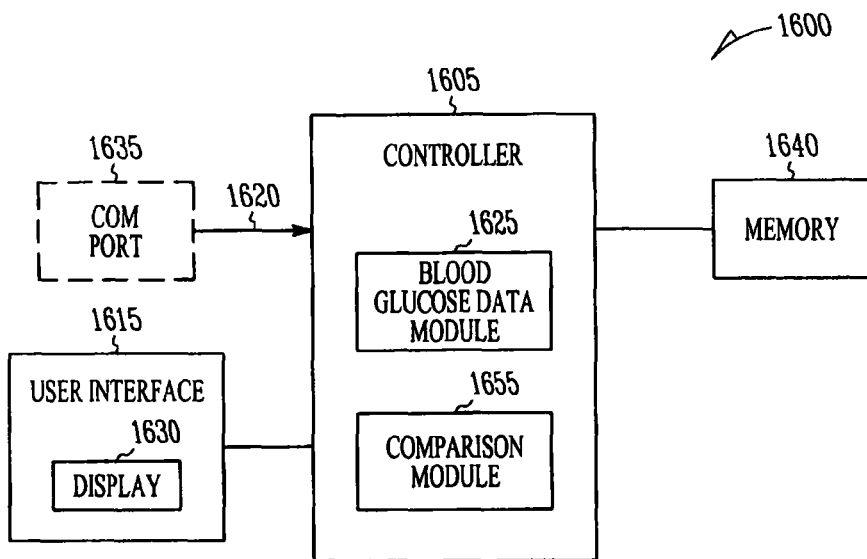 1600
1605
CONTROLLER
1635
COM
PORT
1620
1640
MEMORY
1625
BLOOD
GLUCOSE DATA
MODULE
1615
USER INTERFACE
1630
DISPLAY
1655
COMPARISON
MODULE